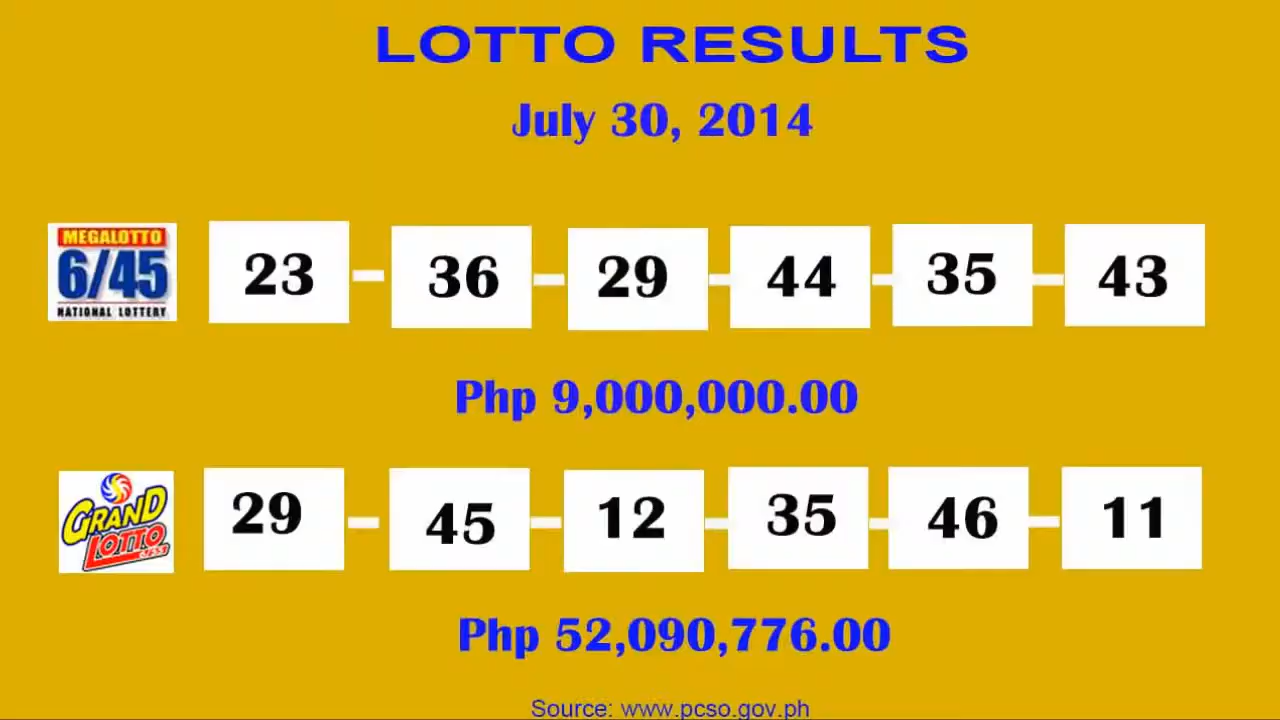 LOTTO RESULTS
July 30, 2014
MEGALOTTO
6/45
NATIONAL LOTTERY
23 - 36 - 29 - 44 - 35 - 43
Php 9,000,000.00
GRAND
LOTTO
6/55
29 - 45 - 12 - 35 - 46 - 11
Php 52,090,776.00
Source: www.pcso.gov.ph